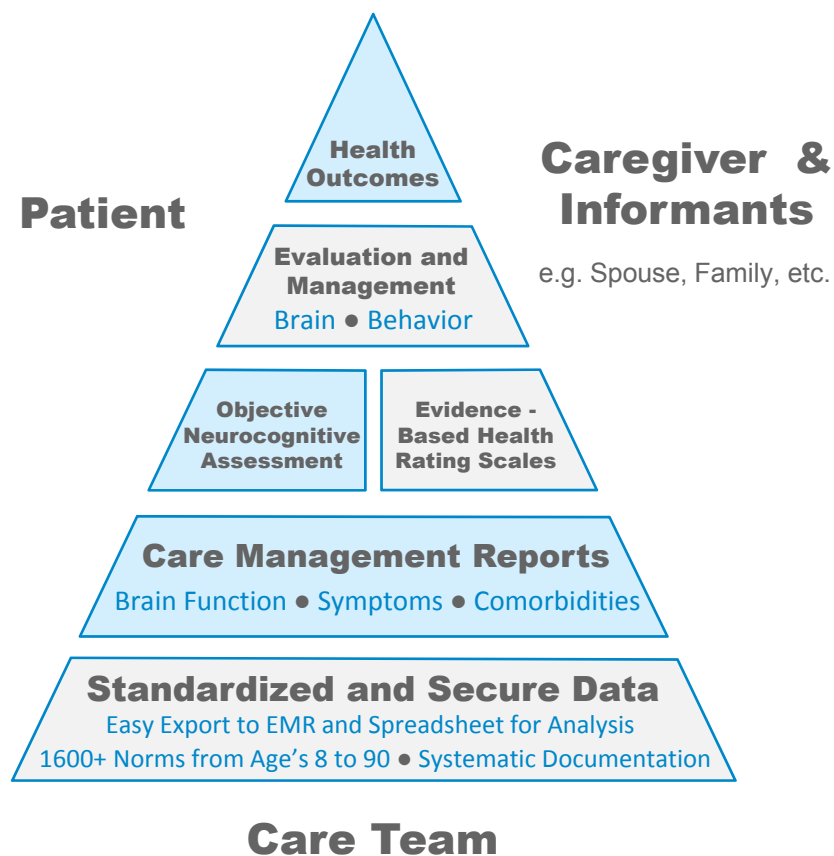 Health
Outcomes
Patient
Caregiver & 
Informants
e.g. Spouse, Family, etc.
Evaluation and
Management
Brain ● Behavior
Objective
Neurocognitive
Assessment
Evidence -
Based Health
Rating Scales
Care Management Reports
Brain Function ● Symptoms ● Comorbidities
Standardized and Secure Data
Easy Export to EMR and Spreadsheet for Analysis
1600+ Norms from Age’s 8 to 90 ● Systematic Documentation
Care Team